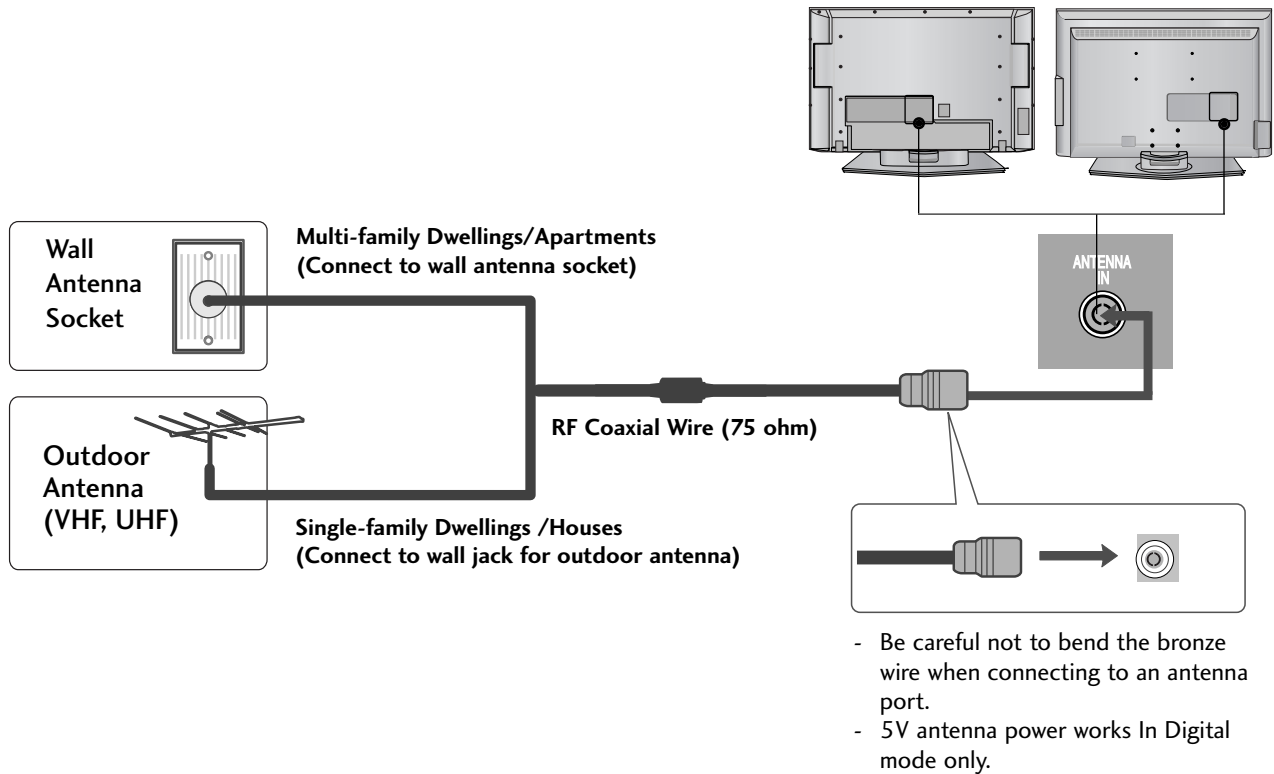 ANTENNA
IN
Wall
Antenna
Socket
Multi-family Dwellings/Apartments
(Connect to wall antenna socket)
RF Coaxial Wire (75 ohm)
Outdoor
Antenna
(VHF, UHF)
Single-family Dwellings /Houses
(Connect to wall jack for outdoor antenna)
- Be careful not to bend the bronze
wire when connecting to an antenna
port.
- 5V antenna power works In Digital
mode only.